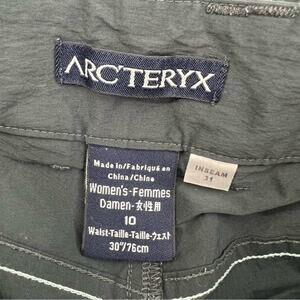 ARC'TERYX
Made in/Fabriqué en
China/Chine
Women's-Femmes
Damen-女性用
10
Waist-Taille-Taille-ウェスト
30"/76cm
INSEAM
31